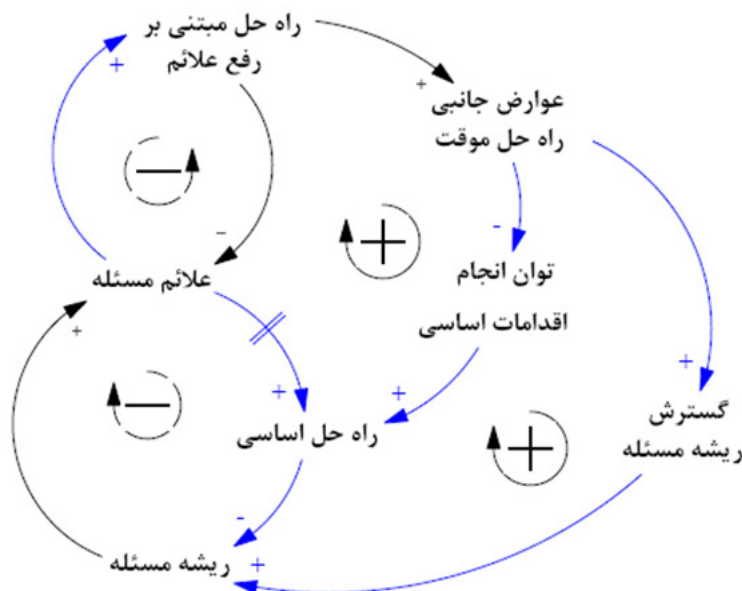 راه حل مبتنی بر
رفع علائم
+
+
عوارض جانبی
راه حل موقت
−
−
+
−
توان انجام
اقدامات اساسی
علائم مسئله
+
+
+
+
−
گسترش
ریشه مسئله
راه حل اساسی
+
−
+
ریشه مسئله